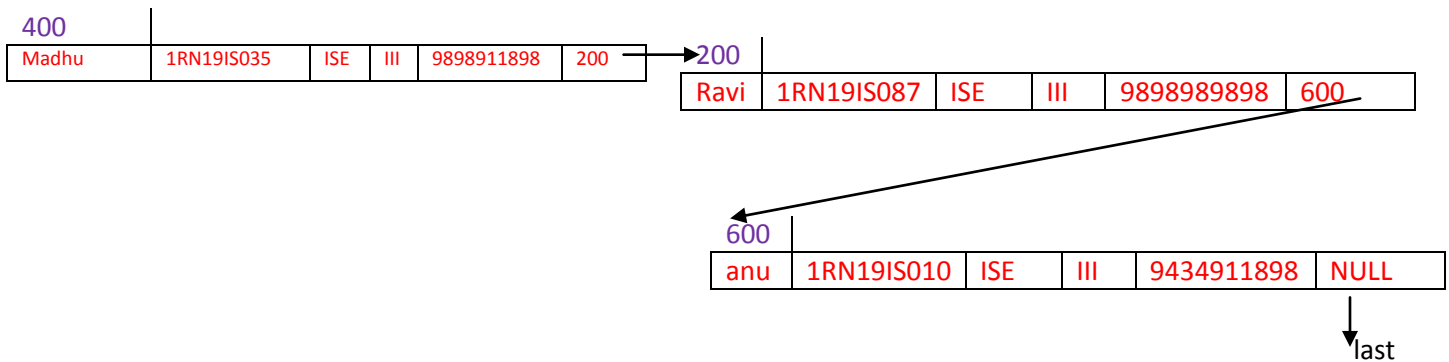 400
Madhu 1RN19IS035 ISE III 9898911898 200
200
Ravi 1RN19IS087 ISE III 9898989898 600
600
anu 1RN19IS010 ISE III 9434911898 NULL
last